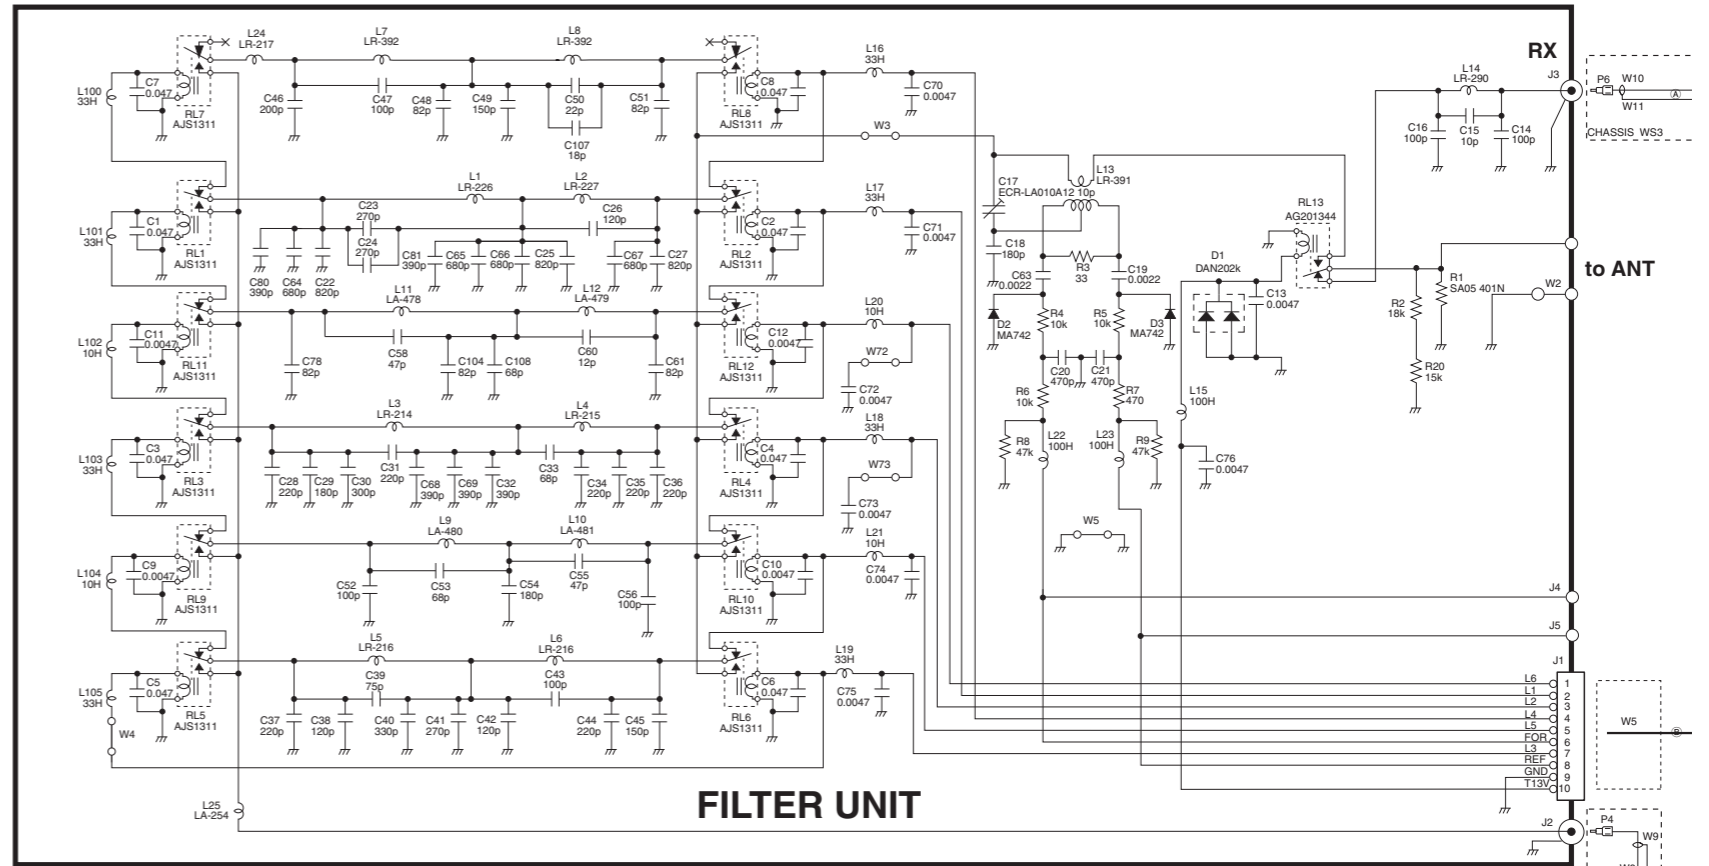 L24
LR-217
L7
LR-392
L8
LR-392
L16
33H
C70
0.0047
L100
33H
C7
0.047
RL7
AJS1311
C46
200p
C47
100p
C48
82p
C49
150p
C50
22p
C107
18p
C51
82p
C8
0.047
RL8
AJS1311
W3
RX
L14
LR-290
J3
P6
W10
A
W11
C16
100p
C15
10p
C14
100p
CHASSIS WS3
L101
33H
C1
0.047
RL1
AJS1311
L1
LR-226
L2
LR-227
C23
270p
C24
270p
C26
120p
C80
390p
C64
680p
C22
820p
C81
390p
C65
680p
C66
680p
C25
820p
C67
680p
C27
820p
C2
0.047
RL2
AJS1311
L17
33H
C71
0.0047
C17
ECR-LA010A12 10p
L13
LR-391
C18
180p
C63
0.0022
R3
33
C19
0.0022
RL13
AG201344
D1
DAN202k
C13
0.0047
to ANT
R1
SA05 401N
R2
18k
R20
15k
W2
L102
10H
C11
0.0047
RL11
AJS1311
L11
LA-478
L12
LA-479
C78
82p
C58
47p
C104
82p
C108
68p
C60
12p
C61
82p
C12
0.0047
RL12
AJS1311
L20
10H
W72
C72
0.0047
D2
MA742
R4
10k
R5
10k
D3
MA742
C20
470p
C21
470p
R6
10k
R7
470
L15
100H
R8
47k
L22
100H
L23
100H
R9
47k
C76
0.0047
L103
33H
C3
0.047
RL3
AJS1311
L3
LR-214
L4
LR-215
C28
220p
C29
180p
C30
300p
C31
220p
C68
390p
C69
390p
C32
390p
C33
68p
C34
220p
C35
220p
C36
220p
C4
0.047
RL4
AJS1311
L18
33H
W73
C73
0.0047
W5
L104
10H
C9
0.0047
RL9
AJS1311
L9
LA-480
L10
LA-481
C52
100p
C53
68p
C54
180p
C55
47p
C56
100p
C10
0.0047
RL10
AJS1311
L21
10H
C74
0.0047
J4
J5
L105
33H
C5
0.047
RL5
AJS1311
W4
L5
LR-216
L6
LR-216
C39
75p
C43
100p
C37
220p
C38
120p
C40
330p
C41
270p
C42
120p
C44
220p
C45
150p
C6
0.047
RL6
AJS1311
L19
33H
C75
0.0047
J1
L6 1
L1 2
L2 3
L4 4
L5 5
FOR 6
L3 7
REF 8
GND 9
T13V 10
W5
B
L25
LA-254
FILTER UNIT
J2
P4
W9